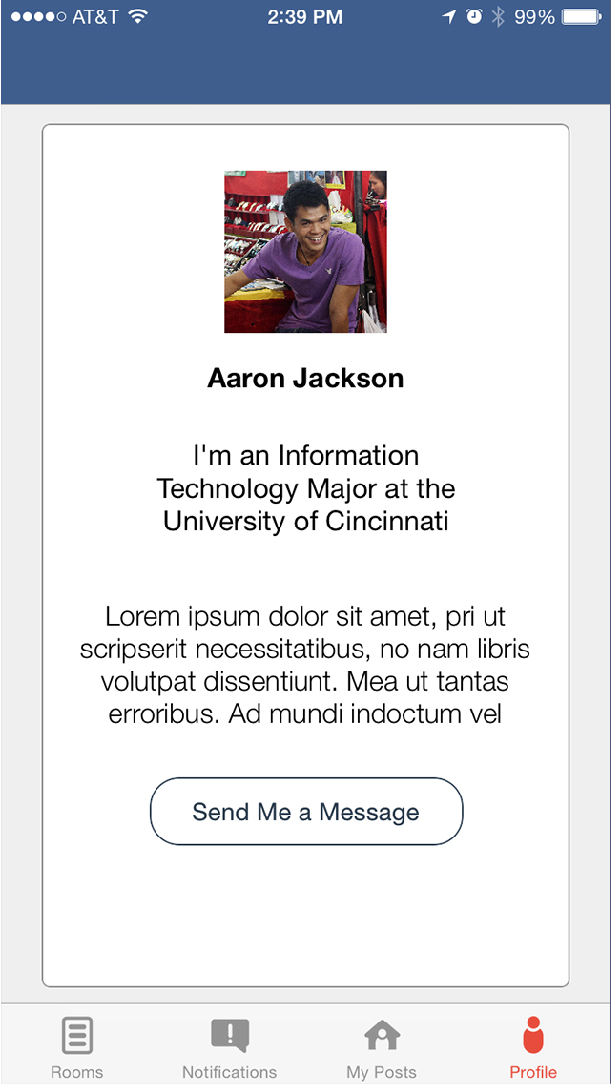 AT&T 2:39 PM 99%
Aaron Jackson
I'm an Information
Technology Major at the
University of Cincinnati
Lorem ipsum dolor sit amet, pri ut
scripserit necessitatibus, no nam libris
volutpat dissentiunt. Mea ut tantas
erroribus. Ad mundi indoctum vel
Send Me a Message
Rooms Notifications My Posts Profile